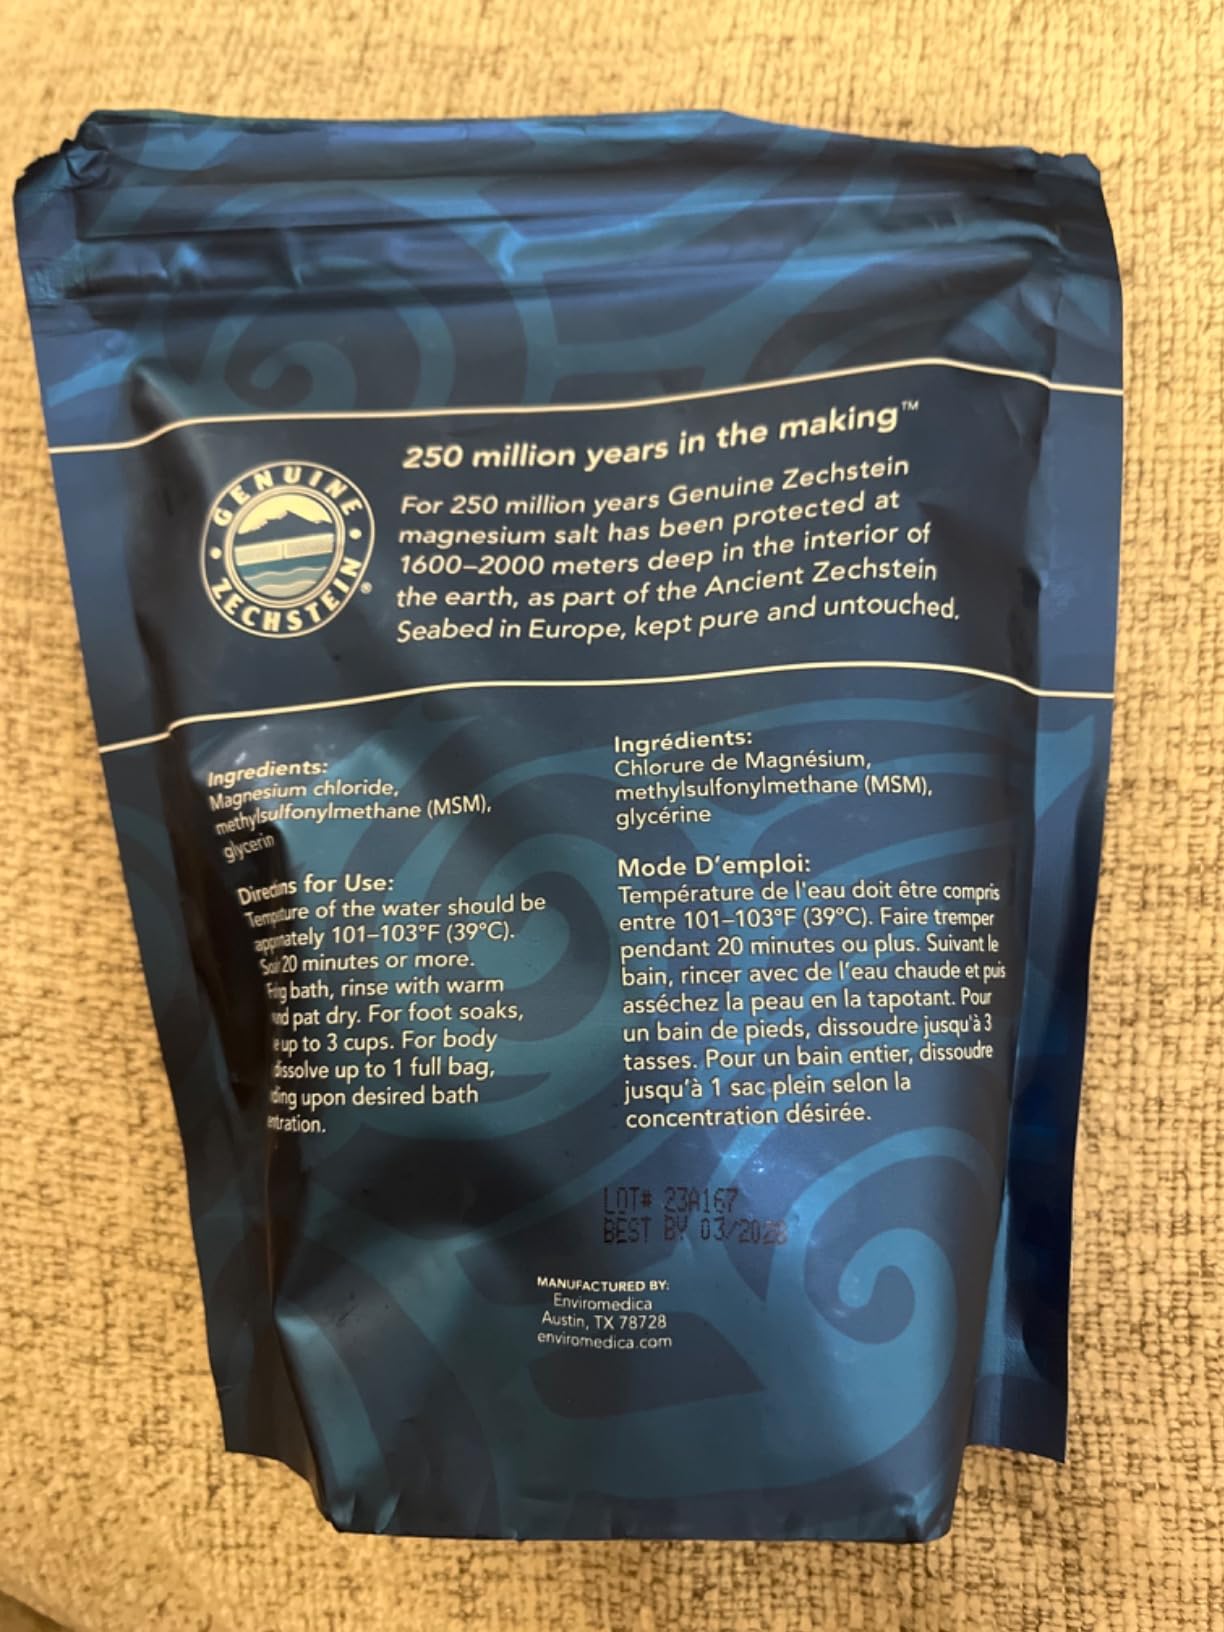 250 million years in the making™
GENUINE
ZECHSTEIN®
For 250 million years Genuine Zechstein
magnesium salt has been protected at
1600–2000 meters deep in the interior of
the earth, as part of the Ancient Zechstein
Seabed in Europe, kept pure and untouched.
Ingredients:
Magnesium chloride,
methylsulfonylmethane (MSM),
glycerin
for Use:
of the water should be
101–103°F (39°C).
20 minutes or more.
bath, rinse with warm
pat dry. For foot soaks,
up to 3 cups. For body
dissolve up to 1 full bag,
upon desired bath
Ingrédients:
Chlorure de Magnésium,
methylsulfonylmethane (MSM),
glycérine
Mode D'emploi:
Température de l'eau doit être compris
entre 101–103°F (39°C). Faire tremper
pendant 20 minutes ou plus. Suivant le
bain, rincer avec de l'eau chaude et puis
asséchez la peau en la tapotant. Pour
un bain de pieds, dissoudre jusqu'à 3
tasses. Pour un bain entier, dissoudre
jusqu'à 1 sac plein selon la
concentration désirée.
LOT# 23A167
BEST BY
MANUFACTURED BY:
Enviromedica
Austin, TX 78728
enviromedica.com